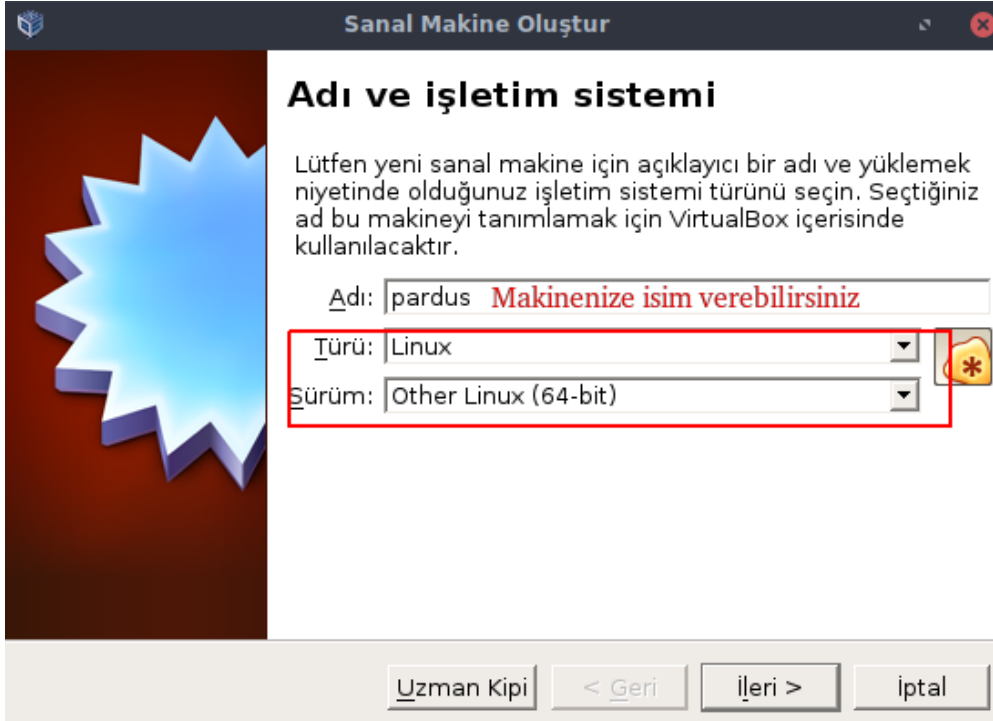 Sanal Makine Oluştur
Adı ve işletim sistemi
Lütfen yeni sanal makine için açıklayıcı bir adı ve yüklemek
niyetinde olduğunuz işletim sistemi türünü seçin. Seçtiğiniz
ad bu makineyi tanımlamak için VirtualBox içerisinde
kullanılacaktır.
Adı: pardus Makinenize isim verebilirsiniz
Türü: Linux
Sürüm: Other Linux (64-bit)
Uzman Kipi < Geri İleri > İptal